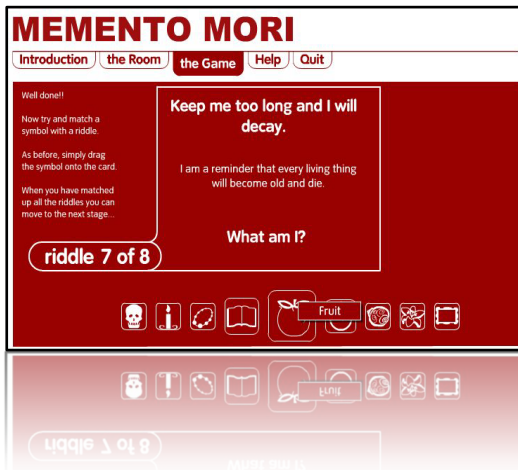 MEMENTO MORI
Introduction the Room the Game Help Quit
Well done!!
Now try and match a
symbol with a riddle.
As before, simply drag
the symbol onto the card.
When you have matched
up all the riddles you can
move to the next stage...
riddle 7 of 8
Keep me too long and I will
decay.
I am a reminder that every living thing
will become old and die.
What am I?
Fruit